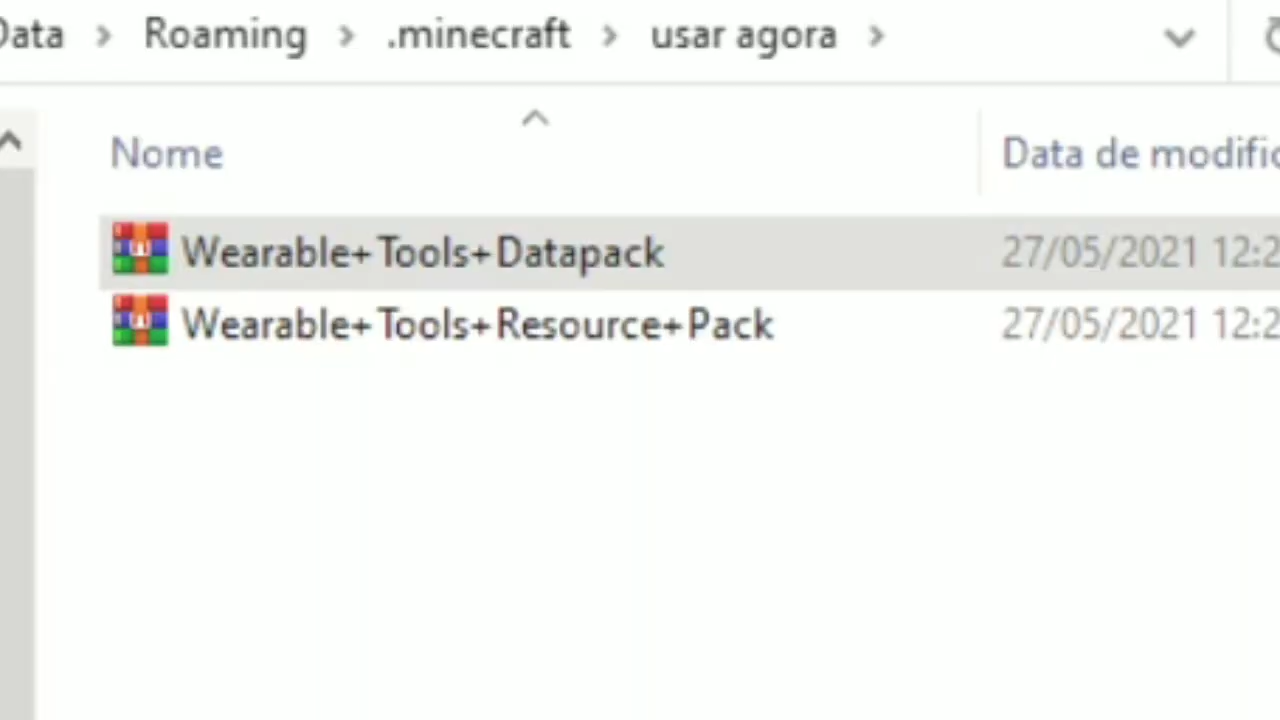 Data > Roaming > .minecraft > usar agora >
Nome Data de modific
Wearable+Tools+Datapack 27/05/2021 12:2
Wearable+Tools+Resource+Pack 27/05/2021 12:2